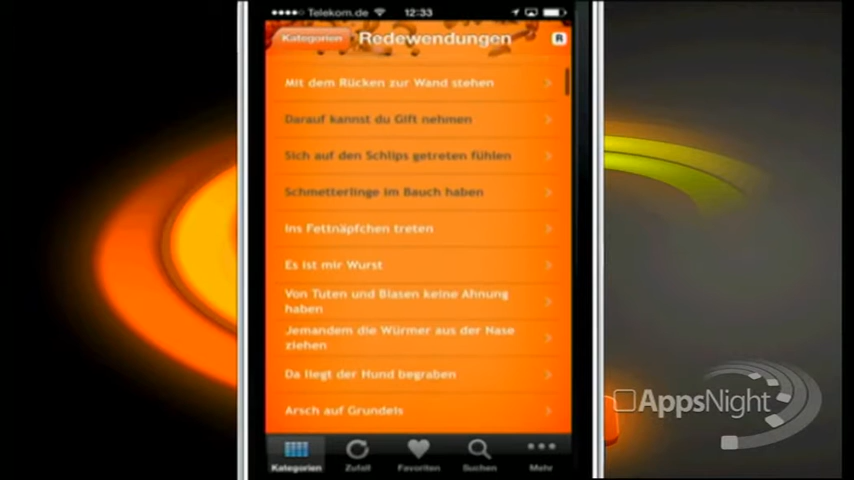 Telekom.de 12:33
Kategorien Redewendungen R
Mit dem Rücken zur Wand stehen
Darauf kannst du Gift nehmen
Sich auf den Schlips getreten fühlen
Schmetterlinge im Bauch haben
Ins Fettnäpfchen treten
Es ist mir Wurst
Von Tuten und Blasen keine Ahnung
haben
Jemandem die Würmer aus der Nase
ziehen
Da liegt der Hund begraben
Arsch auf Grundeis
Kategorien Zufall Favoriten Suchen Mehr
AppsNight